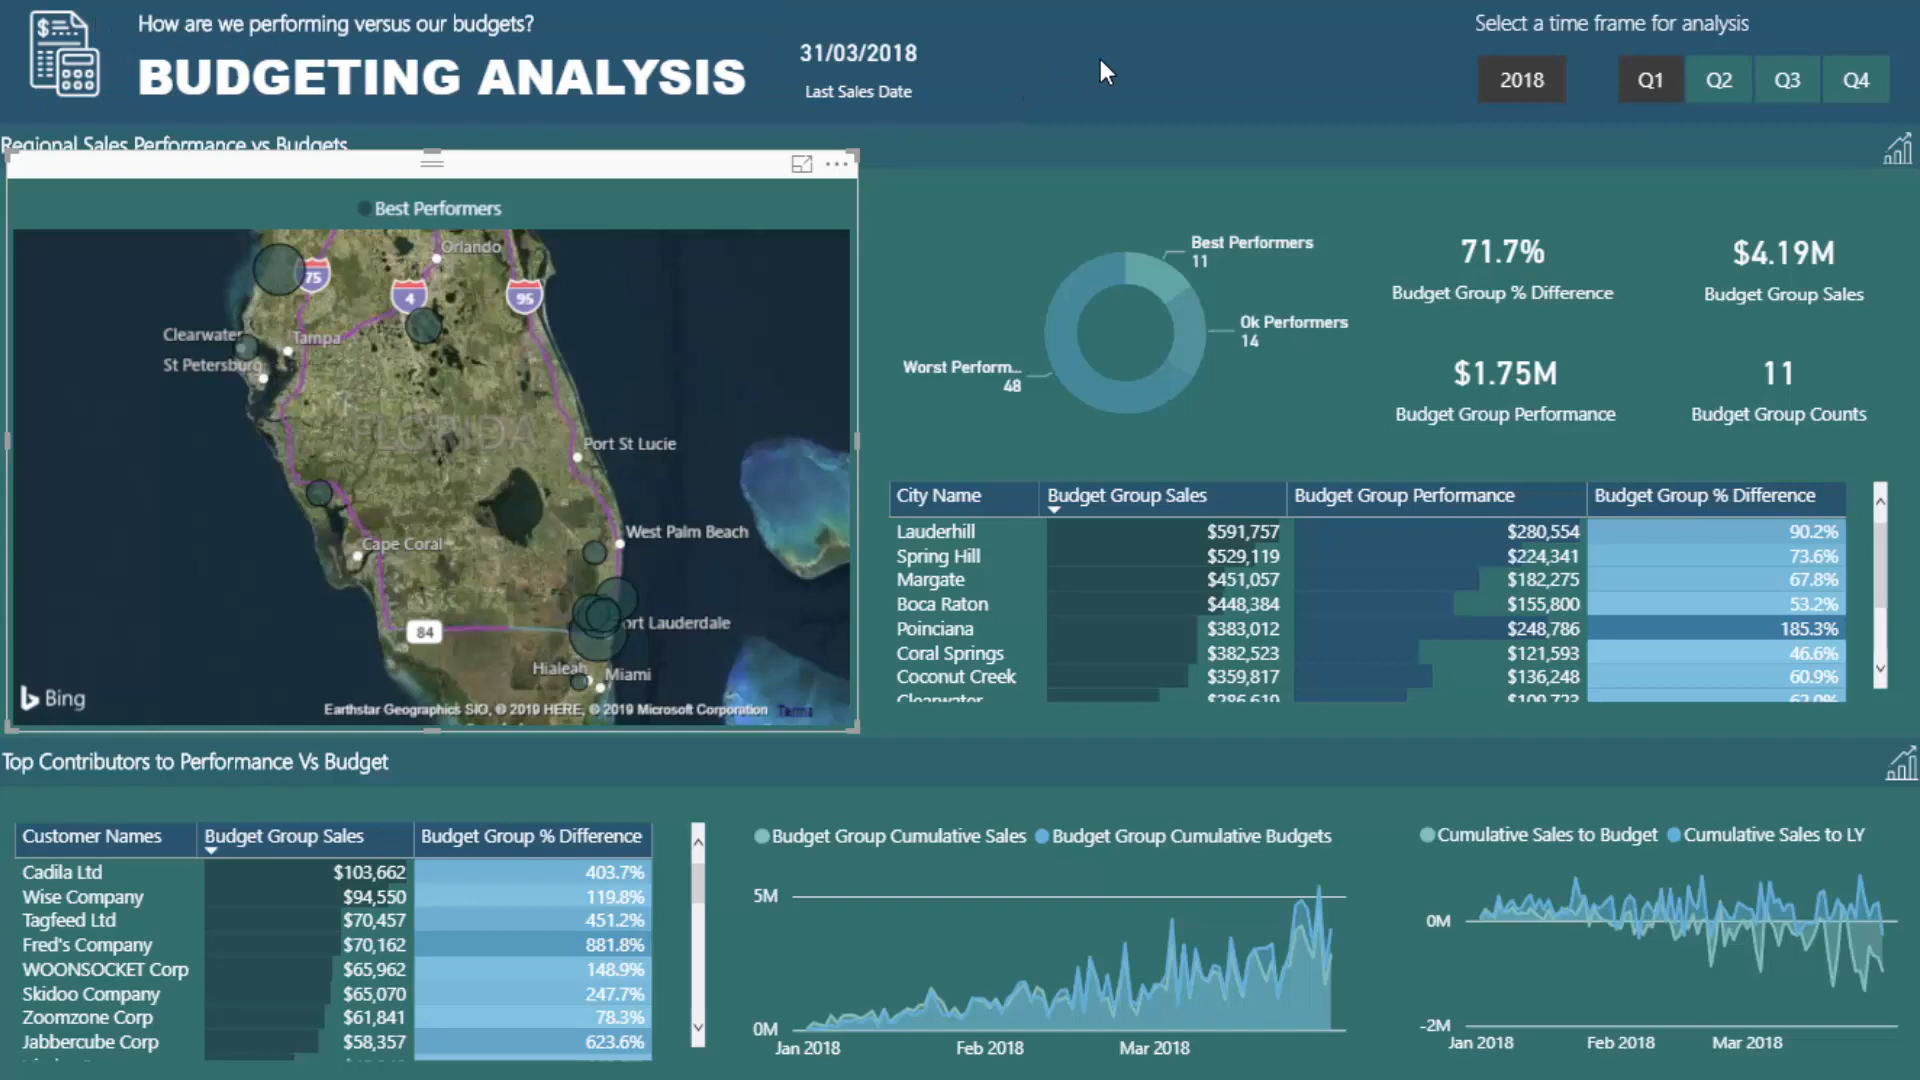 How are we performing versus our budgets?
BUDGETING ANALYSIS
31/03/2018
Last Sales Date
Select a time frame for analysis
2018
Q1
Q2
Q3
Q4
Regional Sales Performance vs Budgets
Best Performers
Orlando
75
4
95
Clearwater
Tampa
St Petersburg
FLORIDA
Port St Lucie
Cape Coral
West Palm Beach
84
ort Lauderdale
Hialeah
Miami
Bing
Earthstar Geographics SIO, © 2019 HERE, © 2019 Microsoft Corporation Terms
Best Performers
11
Ok Performers
14
Worst Perform...
48
71.7%
Budget Group % Difference
$4.19M
Budget Group Sales
$1.75M
Budget Group Performance
11
Budget Group Counts
City Name Budget Group Sales Budget Group Performance Budget Group % Difference
Lauderhill $591,757 $280,554 90.2%
Spring Hill $529,119 $224,341 73.6%
Margate $451,057 $182,275 67.8%
Boca Raton $448,384 $155,800 53.2%
Poinciana $383,012 $248,786 185.3%
Coral Springs $382,523 $121,593 46.6%
Coconut Creek $359,817 $136,248 60.9%
Clearwater $286,619 $109,723 62.0%
Top Contributors to Performance Vs Budget
Customer Names Budget Group Sales Budget Group % Difference
Cadila Ltd $103,662 403.7%
Wise Company $94,550 119.8%
Tagfeed Ltd $70,457 451.2%
Fred's Company $70,162 881.8%
WOONSOCKET Corp $65,962 148.9%
Skidoo Company $65,070 247.7%
Zoomzone Corp $61,841 78.3%
Jabbercube Corp $58,357 623.6%
Budget Group Cumulative Sales Budget Group Cumulative Budgets
5M
0M
Jan 2018 Feb 2018 Mar 2018
Cumulative Sales to Budget Cumulative Sales to LY
0M
-2M
Jan 2018 Feb 2018 Mar 2018